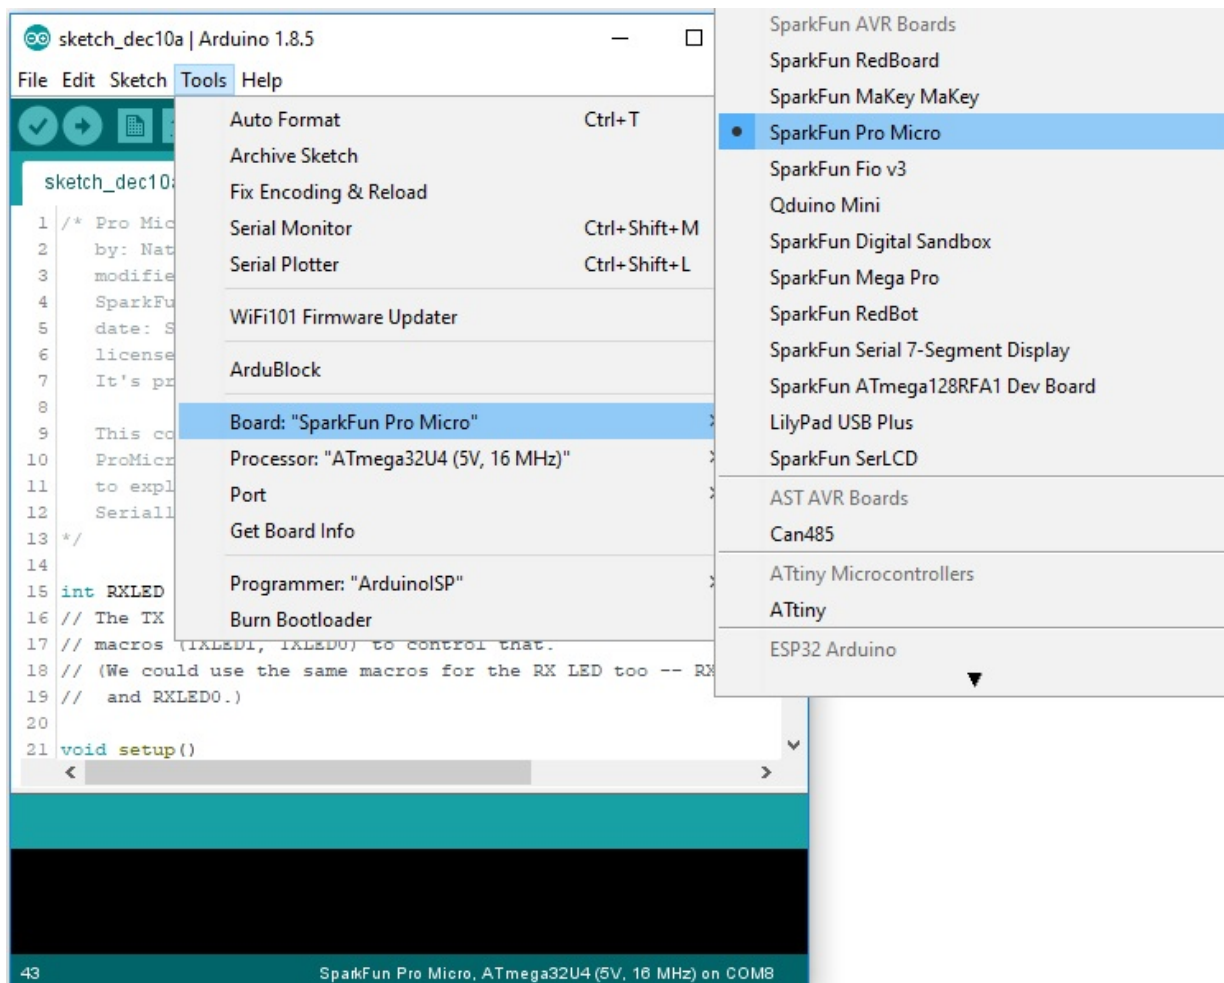 sketch_dec10a | Arduino 1.8.5
File Edit Sketch Tools Help
sketch_dec10a
1 /* Pro Mic
2 by: Nat
3 modifie
4 SparkFu
5 date: S
6 license
7 It's pr
8
9 This co
10 ProMicr
11 to expl
12 Seriall
13 */
14
15 int RXLED
16 // The TX
17 // macros (TXLED1, TXLED0) to control that.
18 // (We could use the same macros for the RX LED too -- RX
19 // and RXLED0.)
20
21 void setup()
Auto Format Ctrl+T
Archive Sketch
Fix Encoding & Reload
Serial Monitor Ctrl+Shift+M
Serial Plotter Ctrl+Shift+L
WiFi101 Firmware Updater
ArduBlock
Board: "SparkFun Pro Micro"
Processor: "ATmega32U4 (5V, 16 MHz)"
Port
Get Board Info
Programmer: "ArduinoISP"
Burn Bootloader
SparkFun AVR Boards
SparkFun RedBoard
SparkFun MaKey MaKey
SparkFun Pro Micro
SparkFun Fio v3
Qduino Mini
SparkFun Digital Sandbox
SparkFun Mega Pro
SparkFun RedBot
SparkFun Serial 7-Segment Display
SparkFun ATmega128RFA1 Dev Board
LilyPad USB Plus
SparkFun SerLCD
AST AVR Boards
Can485
ATtiny Microcontrollers
ATtiny
ESP32 Arduino
43 SparkFun Pro Micro, ATmega32U4 (5V, 16 MHz) on COM8